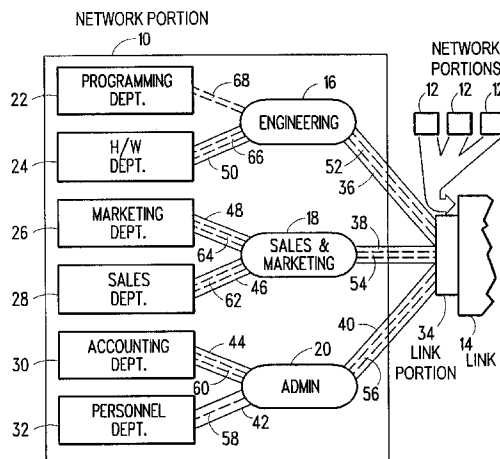 NETWORK PORTION
10
NETWORK
PORTIONS
12 12 12
PROGRAMMING
DEPT.
22
68
16
ENGINEERING
H/W
DEPT.
24
66
50
52
36
MARKETING
DEPT.
26
48
64
18
SALES &
MARKETING
38
54
SALES
DEPT.
28
46
62
40
34
LINK
PORTION
14
LINK
ACCOUNTING
DEPT.
30
44
60
20
ADMIN
56
PERSONNEL
DEPT.
32
42
58